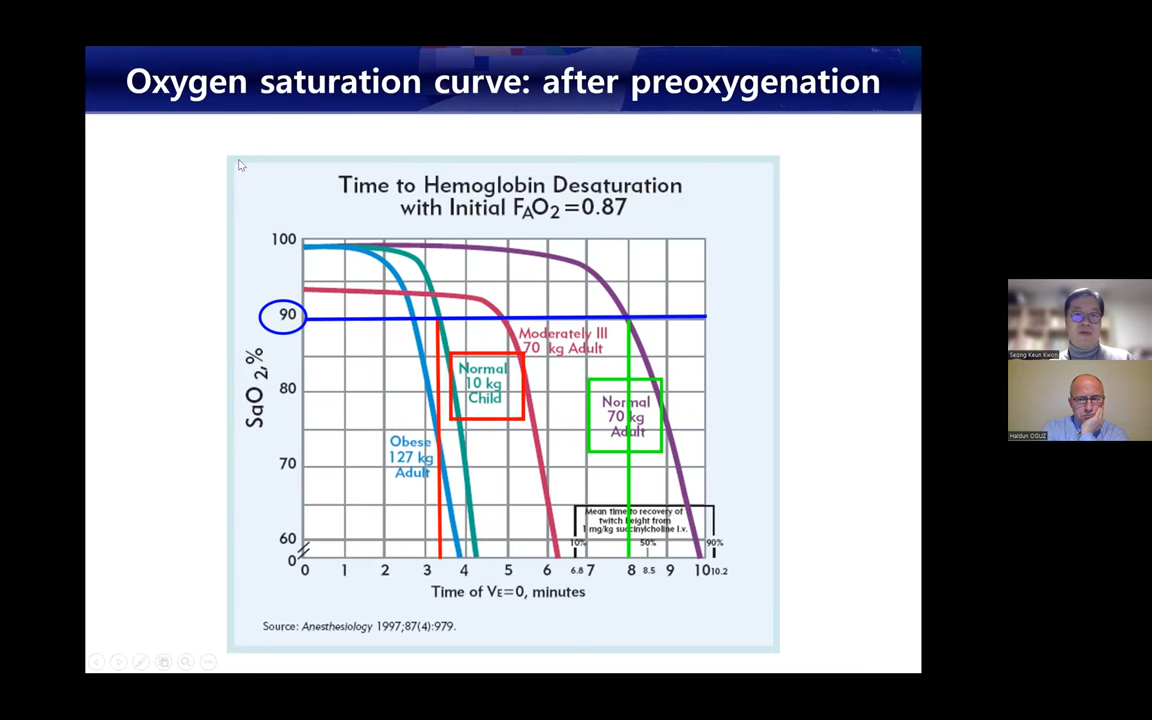 Oxygen saturation curve: after preoxygenation
Time to Hemoglobin Desaturation
with Initial FAO2=0.87
100
90
80
70
60
0
SaO2,%
Moderately Ill
70 kg Adult
Normal
10 kg
Child
Normal
70 kg
Adult
Obese
127 kg
Adult
Mean time to recovery of
twitch height from
1 mg/kg succinylcholine I.v.
10% 50% 90%
0 1 2 3 4 5 6 6.8 7 8 8.5 9 10 10.2
Time of VE=0, minutes
Source: Anesthesiology 1997;87(4):979.
Seong Keun Kwon
Haldun OGUZ